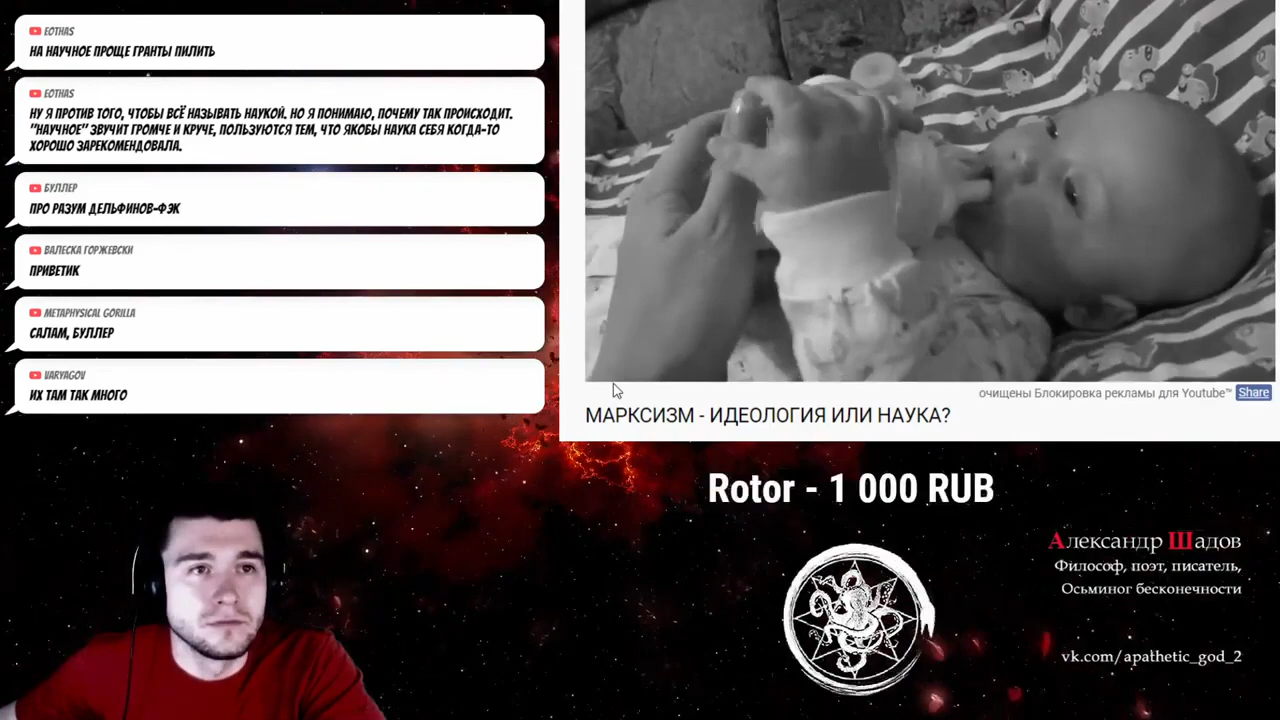 EOTHAS
НА НАУЧНОЕ ПРОЩЕ ГРАНТЫ ПИЛИТЬ
EOTHAS
НУ Я ПРОТИВ ТОГО, ЧТОБЫ ВСЁ НАЗЫВАТЬ НАУКОЙ. НО Я ПОНИМАЮ, ПОЧЕМУ ТАК ПРОИСХОДИТ.
"НАУЧНОЕ" ЗВУЧИТ ГРОМЧЕ И КРУЧЕ, ПОЛЬЗУЮТСЯ ТЕМ, ЧТО ЯКОБЫ НАУКА СЕБЯ КОГДА-ТО
ХОРОШО ЗАРЕКОМЕНДОВАЛА.
БУЛЛЕР
ПРО РАЗУМ ДЕЛЬФИНОВ-ФЭК
ВАЛЕСКА ГОРЖЕВСКИ
ПРИВЕТИК
METAPHYSICAL GORILLA
САЛАМ, БУЛЛЕР
VARYAGOV
ИХ ТАМ ТАК МНОГО
очищены Блокировка рекламы для Youtube™ Share
МАРКСИЗМ - ИДЕОЛОГИЯ ИЛИ НАУКА?
Rotor - 1 000 RUB
Александр Шадов
Философ, поэт, писатель,
Осьминог бесконечности
vk.com/apathetic_god_2